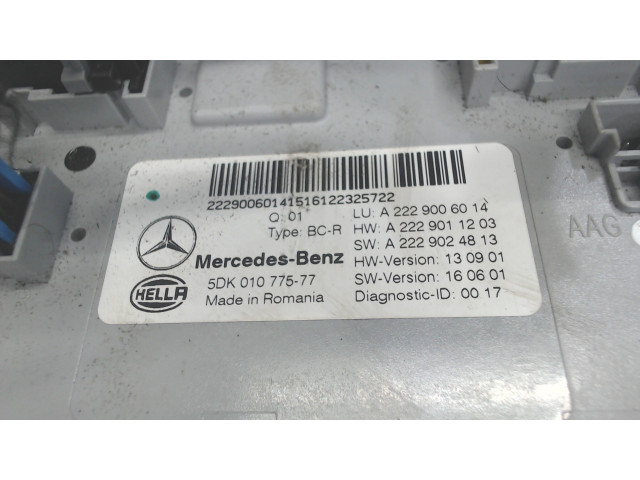 22290060141516122325722
Q: 01
Type: BC-R
Mercedes-Benz
HELLA
5DK 010 775-77
Made in Romania
LU: A 222 900 60 14
HW: A 222 901 12 03
SW: A 222 902 48 13
HW-Version: 13 09 01
SW-Version: 16 06 01
Diagnostic-ID: 00 17
AAG